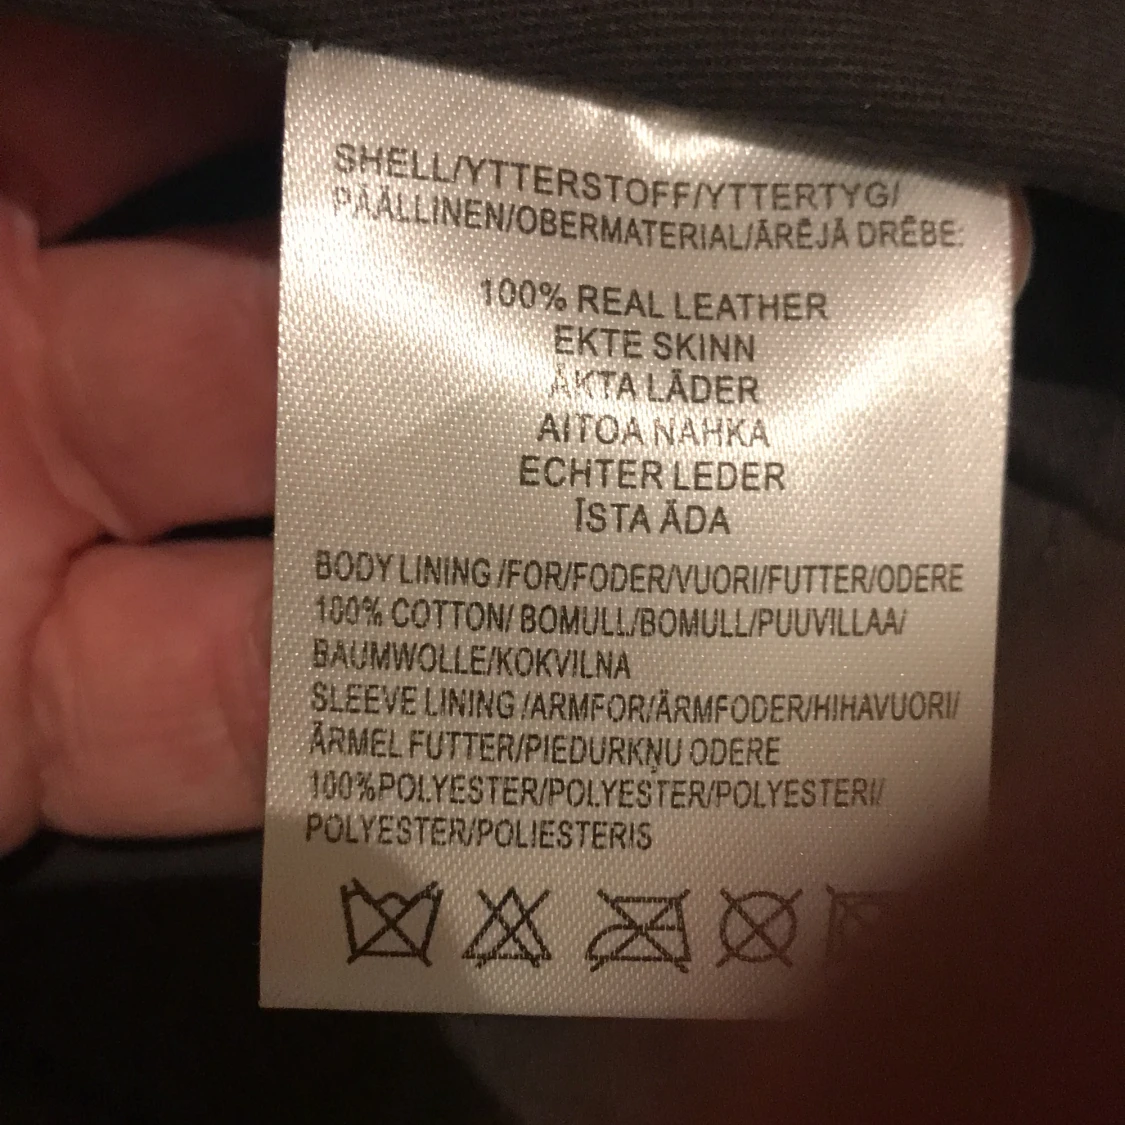 SHELL/YTTERSTOFF/YTTERTYG/
PÄÄLLINEN/OBERMATERIAL/ĀRĒJĀ DRĒBE:
100% REAL LEATHER
EKTE SKINN
ÄKTA LÄDER
AITOA NAHKA
ECHTER LEDER
ĪSTA ĀDA
BODY LINING /FOR/FODER/VUORI/FUTTER/ODERE
100% COTTON/ BOMULL/BOMULL/PUUVILLAA/
BAUMWOLLE/KOKVILNA
SLEEVE LINING /ARMFOR/ÄRMFODER/HIHAVUORI/
ÄRMEL FUTTER/PIEDURKŅU ODERE
100%POLYESTER/POLYESTER/POLYESTERI/
POLYESTER/POLIESTERIS